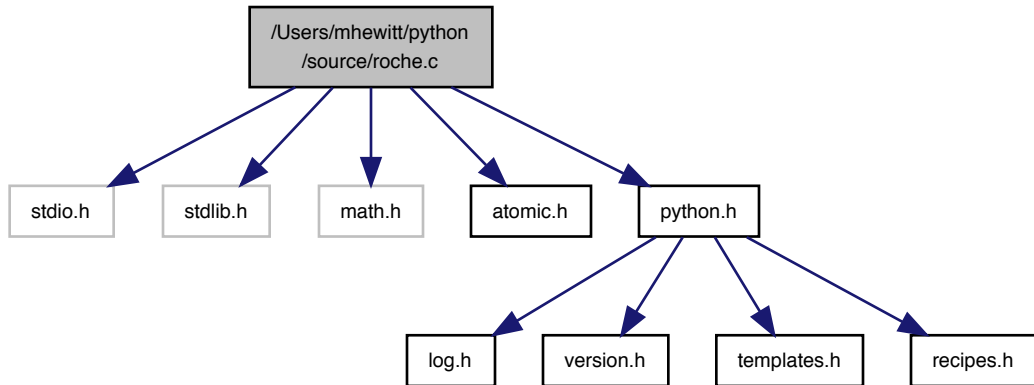 /Users/mhewitt/python
/source/roche.c
stdio.h
stdlib.h
math.h
atomic.h
python.h
log.h
version.h
templates.h
recipes.h